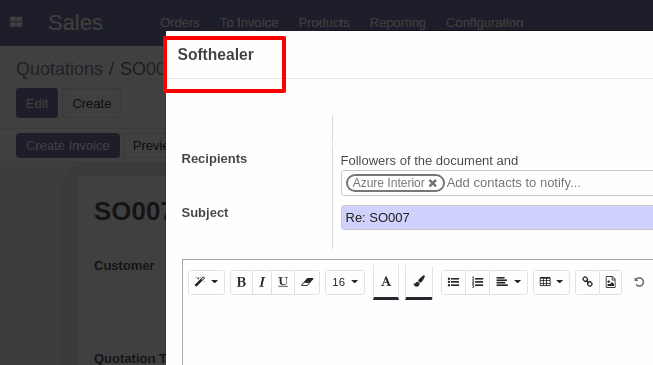 Sales
Orders To Invoice Products Reporting Configuration
Softhealer
Quotations / SO00
Edit Create
Create Invoice Previe
Recipients
Followers of the document and
Azure Interior ✖ Add contacts to notify...
Subject
Re: SO007
SO007
Customer
B I U 16 A
Quotation T